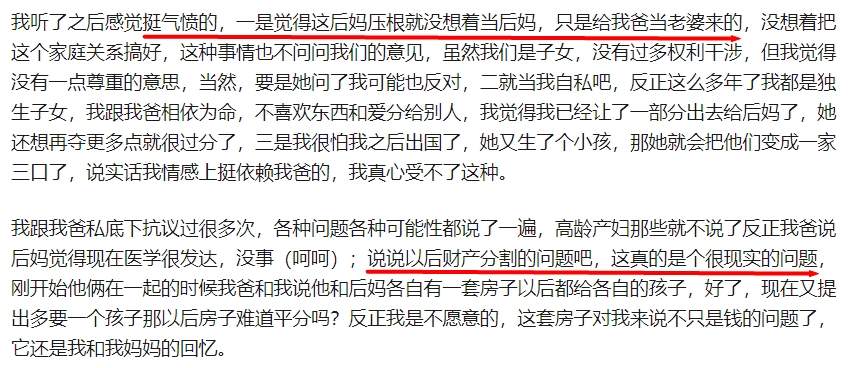 我听了之后感觉挺气愤的，一是觉得这后妈压根就没想着当后妈，只是给我爸当老婆来的，没想着把
这个家庭关系搞好，这种事情也不问问我们的意见，虽然我们是子女，没有过多权利干涉，但我觉得
没有一点尊重的意思，当然，要是她问了我可能也反对，二就当我自私吧，反正这么多年了我都是独
生子女，我跟我爸相依为命，不喜欢东西和爱分给别人，我觉得我已经让了一部分出去给后妈了，她
还想再夺更多点就很过分了，三是我很怕我之后出国了，她又生了个小孩，那她就会把他们变成一家
三口了，说实话我情感上挺依赖我爸的，我真心受不了这种。
我跟我爸私底下抗议过很多次，各种问题各种可能性都说了一遍，高龄产妇那些就不说了反正我爸说
后妈觉得现在医学很发达，没事（呵呵）；说说以后财产分割的问题吧，这真的是个很现实的问题，
刚开始他俩在一起的时候我爸和我说他和后妈各自有一套房子以后都给各自的孩子，好了，现在又提
出多要一个孩子那以后房子难道平分吗？反正我是不愿意的，这套房子对我来说不只是钱的问题了，
它还是我和我妈妈的回忆。